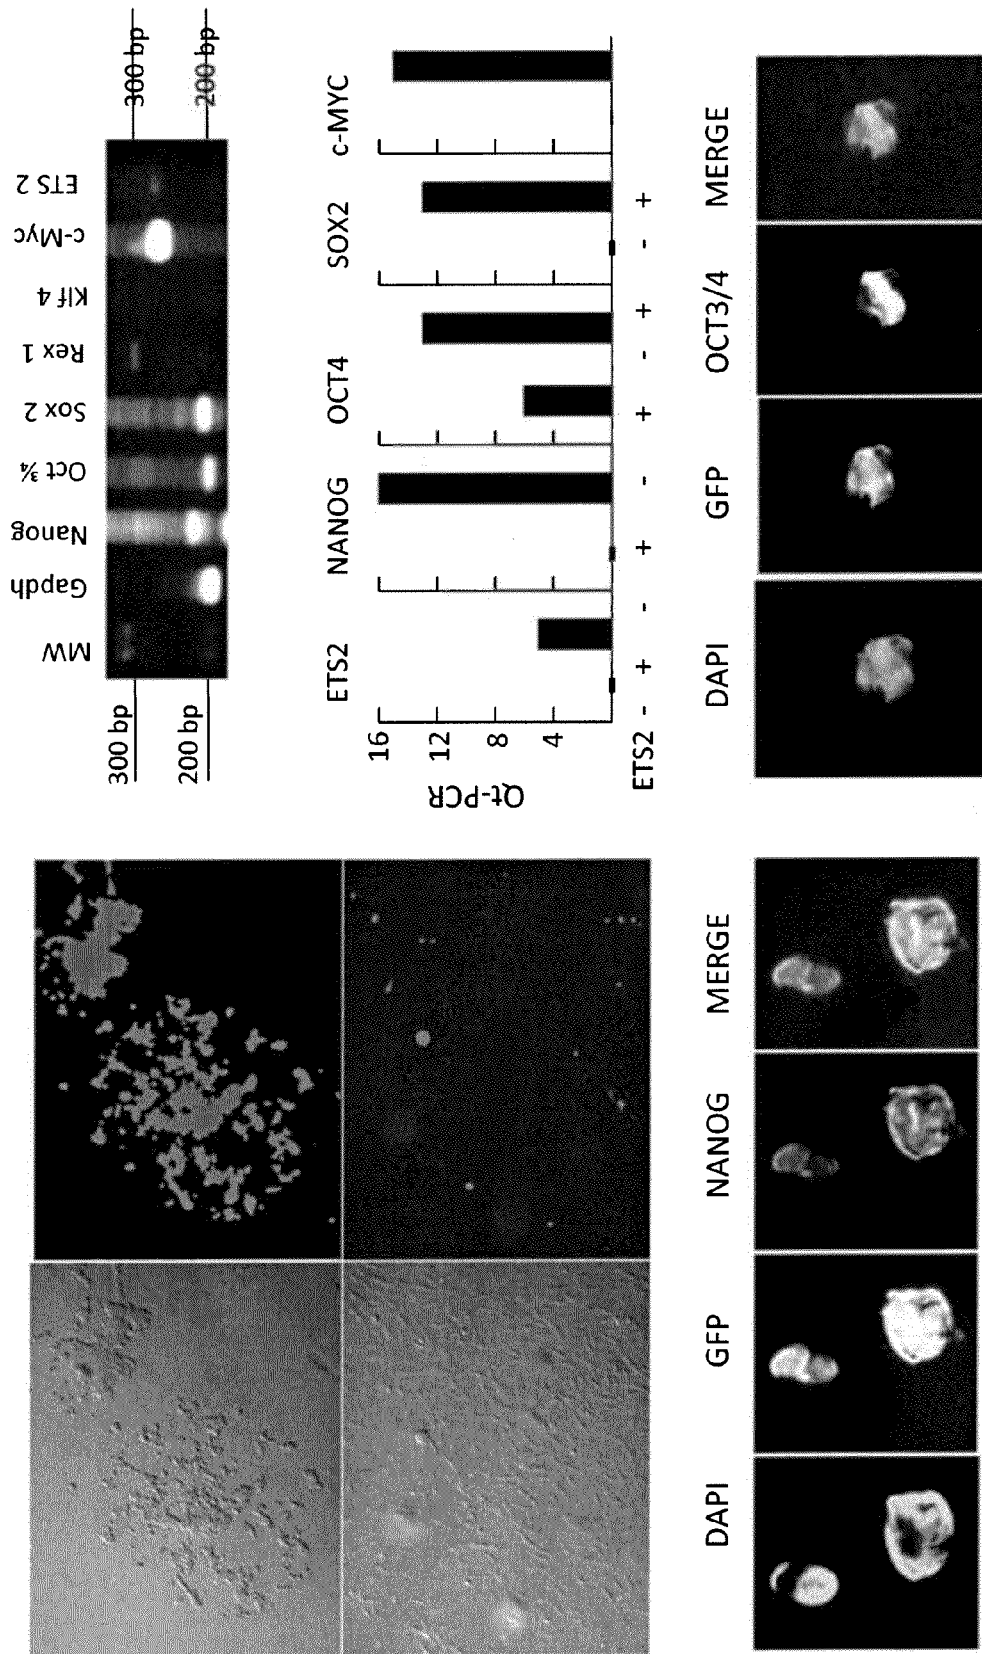 MW
Gapdh
Nanog
Oct ¾
Sox 2
Rex 1
Klf 4
c-Myc
ETS 2
300 bp
200 bp
300 bp
200 bp
ETS2
NANOG
OCT4
SOX2
c-MYC
Qt-PCR
16
12
8
4
ETS2 - + - + - + - + - +
DAPI GFP NANOG MERGE
DAPI GFP OCT3/4 MERGE